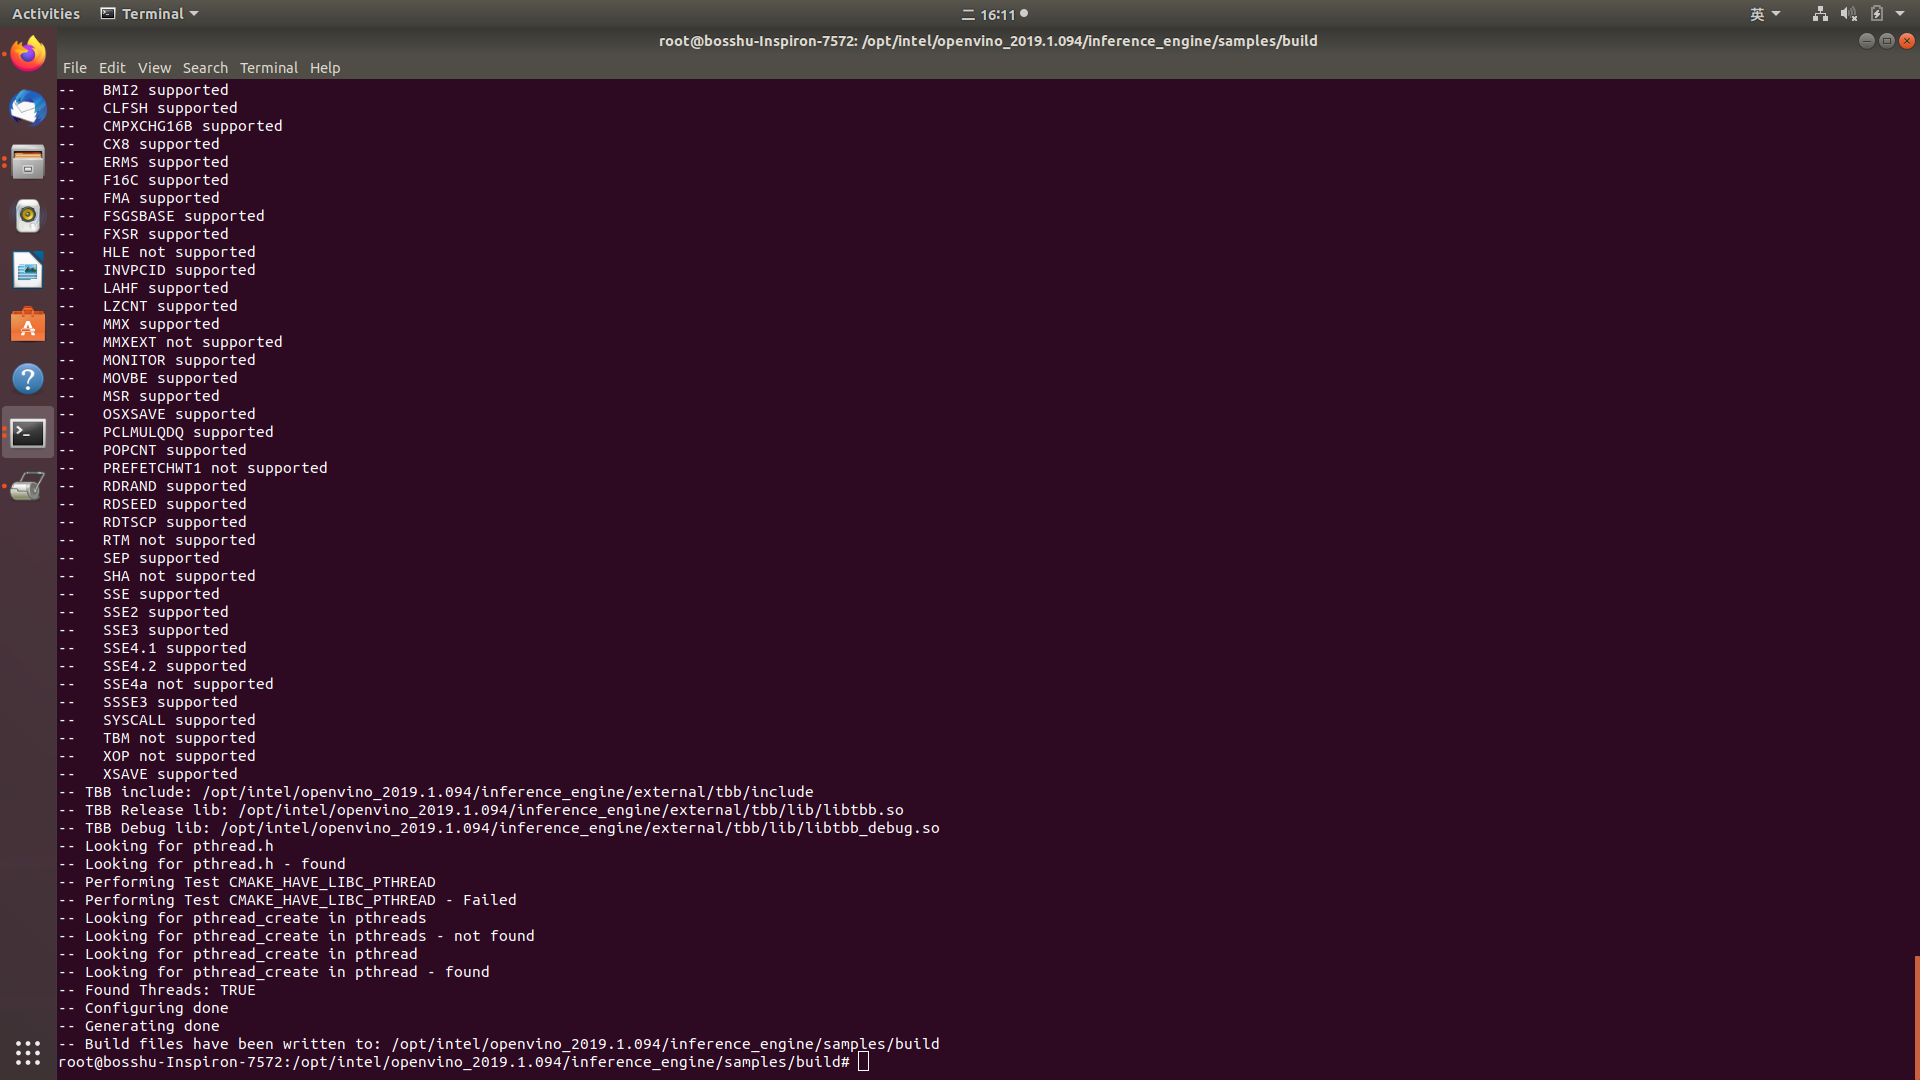 Activities
Terminal
二 16:11
英
root@bosshu-Inspiron-7572: /opt/intel/openvino_2019.1.094/inference_engine/samples/build
File Edit View Search Terminal Help
-- BMI2 supported
-- CLFSH supported
-- CMPXCHG16B supported
-- CX8 supported
-- ERMS supported
-- F16C supported
-- FMA supported
-- FSGSBASE supported
-- FXSR supported
-- HLE not supported
-- INVPCID supported
-- LAHF supported
-- LZCNT supported
-- MMX supported
-- MMXEXT not supported
-- MONITOR supported
-- MOVBE supported
-- MSR supported
-- OSXSAVE supported
-- PCLMULQDQ supported
-- POPCNT supported
-- PREFETCHWT1 not supported
-- RDRAND supported
-- RDSEED supported
-- RDTSCP supported
-- RTM not supported
-- SEP supported
-- SHA not supported
-- SSE supported
-- SSE2 supported
-- SSE3 supported
-- SSE4.1 supported
-- SSE4.2 supported
-- SSE4a not supported
-- SSSE3 supported
-- SYSCALL supported
-- TBM not supported
-- XOP not supported
-- XSAVE supported
-- TBB include: /opt/intel/openvino_2019.1.094/inference_engine/external/tbb/include
-- TBB Release lib: /opt/intel/openvino_2019.1.094/inference_engine/external/tbb/lib/libtbb.so
-- TBB Debug lib: /opt/intel/openvino_2019.1.094/inference_engine/external/tbb/lib/libtbb_debug.so
-- Looking for pthread.h
-- Looking for pthread.h - found
-- Performing Test CMAKE_HAVE_LIBC_PTHREAD
-- Performing Test CMAKE_HAVE_LIBC_PTHREAD - Failed
-- Looking for pthread_create in pthreads
-- Looking for pthread_create in pthreads - not found
-- Looking for pthread_create in pthread
-- Looking for pthread_create in pthread - found
-- Found Threads: TRUE
-- Configuring done
-- Generating done
-- Build files have been written to: /opt/intel/openvino_2019.1.094/inference_engine/samples/build
root@bosshu-Inspiron-7572:/opt/intel/openvino_2019.1.094/inference_engine/samples/build#